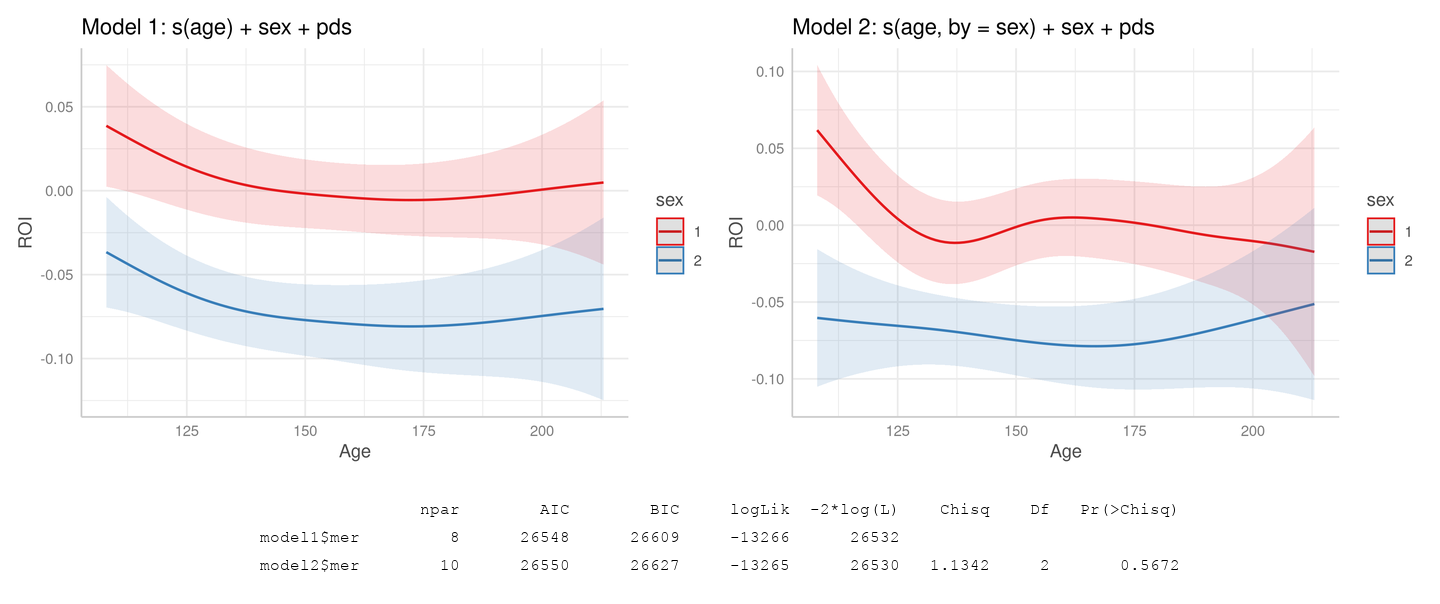 Model 1: s(age) + sex + pds
0.05
0.00
-0.05
-0.10
ROI
125 150 175 200
Age
sex
1
2
Model 2: s(age, by = sex) + sex + pds
0.10
0.05
0.00
-0.05
-0.10
ROI
125 150 175 200
Age
sex
1
2
npar AIC BIC logLik -2*log(L) Chisq Df Pr(>Chisq)
model1$mer 8 26548 26609 -13266 26532
model2$mer 10 26550 26627 -13265 26530 1.1342 2 0.5672